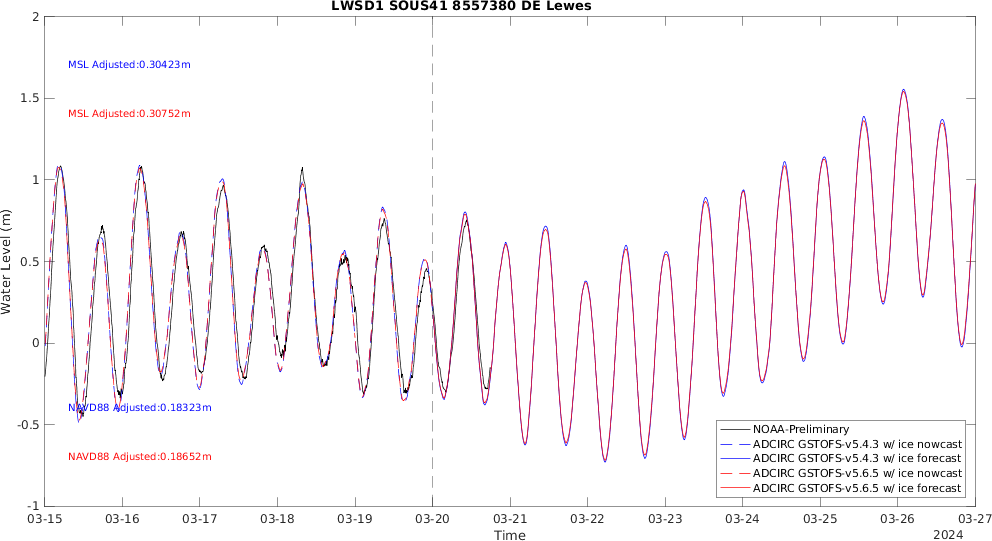 LWSD1 SOUS41 8557380 DE Lewes
2
1.5
1
0.5
0
-0.5
-1
Water Level (m)
MSL Adjusted:0.30423m
MSL Adjusted:0.30752m
NAVD88 Adjusted:0.18323m
NAVD88 Adjusted:0.18652m
NOAA-Preliminary
ADCIRC GSTOFS-v5.4.3 w/ ice nowcast
ADCIRC GSTOFS-v5.4.3 w/ ice forecast
ADCIRC GSTOFS-v5.6.5 w/ ice nowcast
ADCIRC GSTOFS-v5.6.5 w/ ice forecast
03-15 03-16 03-17 03-18 03-19 03-20 03-21 03-22 03-23 03-24 03-25 03-26 03-27
Time
2024